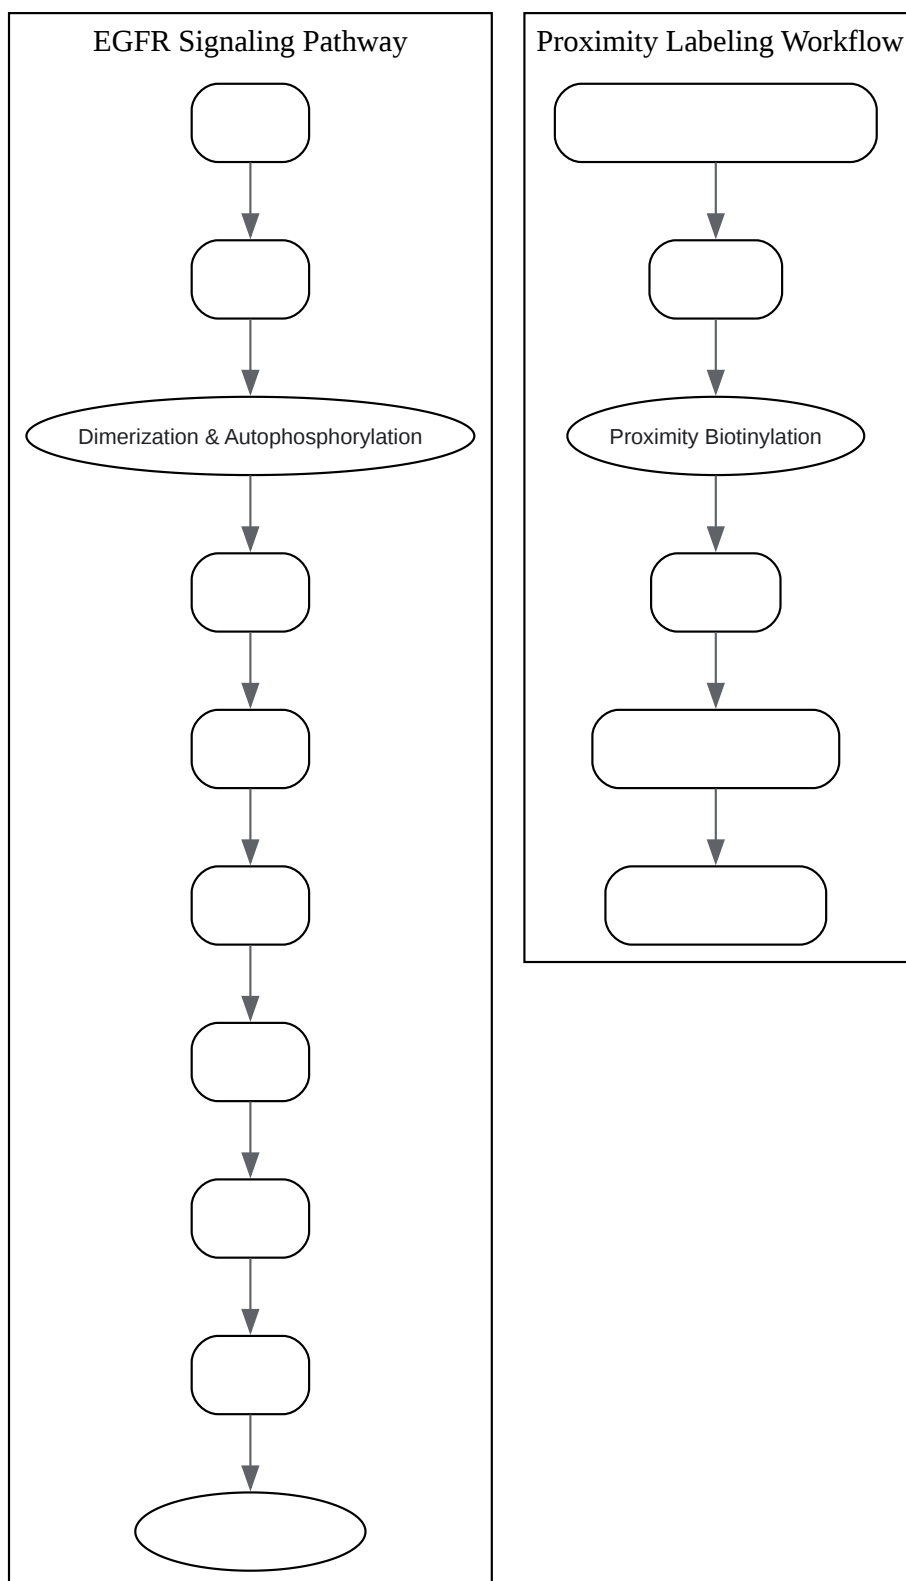 EGFR Signaling Pathway
Proximity Labeling Workflow
Dimerization & Autophosphorylation
Proximity Biotinylation